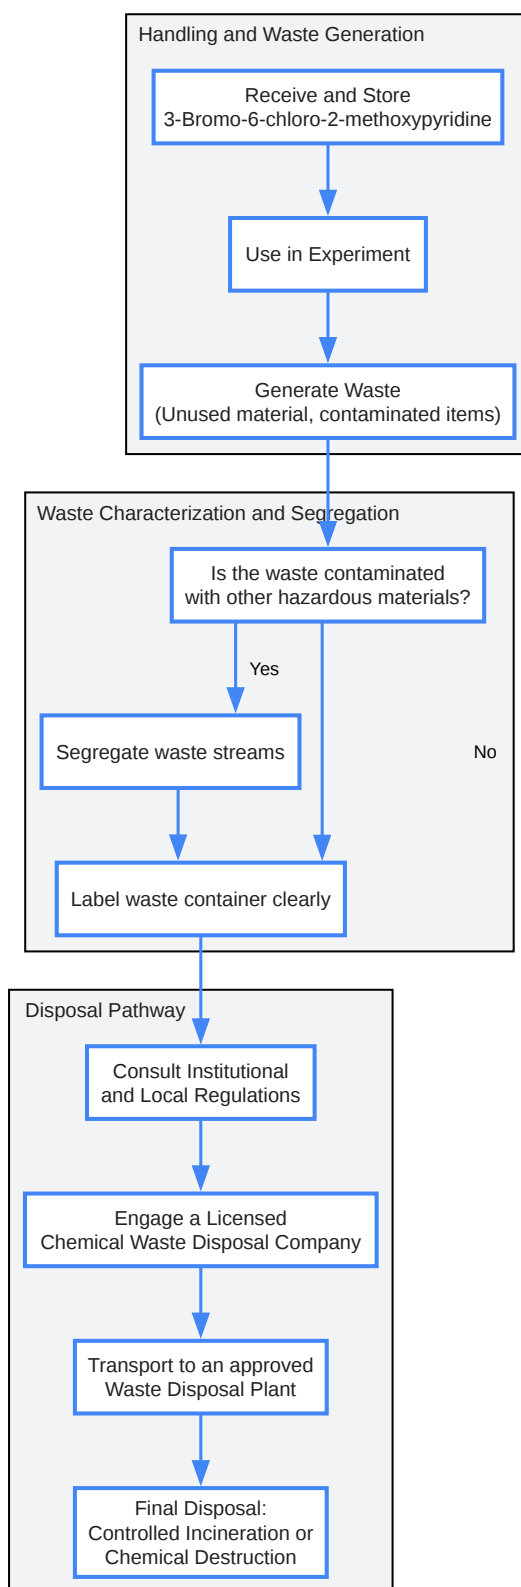 Handling and Waste Generation
Receive and Store
3-Bromo-6-chloro-2-methoxypyridine
Use in Experiment
Generate Waste
(Unused material, contaminated items)
Waste Characterization and Segregation
Is the waste contaminated
with other hazardous materials?
Yes
Segregate waste streams
No
Label waste container clearly
Disposal Pathway
Consult Institutional
and Local Regulations
Engage a Licensed
Chemical Waste Disposal Company
Transport to an approved
Waste Disposal Plant
Final Disposal:
Controlled Incineration or
Chemical Destruction